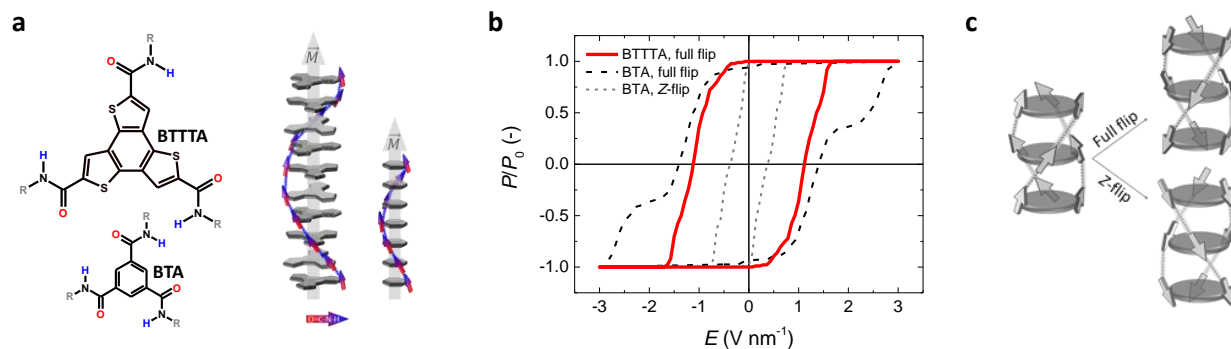 a
R
O
N
H
S
BTTTA
S
H
N
R
O
S
O
N
H
R
R
O
N
H
BTA
H
N
R
O
O
N
H
R
M
M
O=C-N-H
b
BTTTA, full flip
BTA, full flip
BTA, Z-flip
P/P0 (-)
1.0
0.5
0.0
-0.5
-1.0
-3
-2
-1
0
1
2
3
E (V nm-1)
c
Full flip
Z-flip